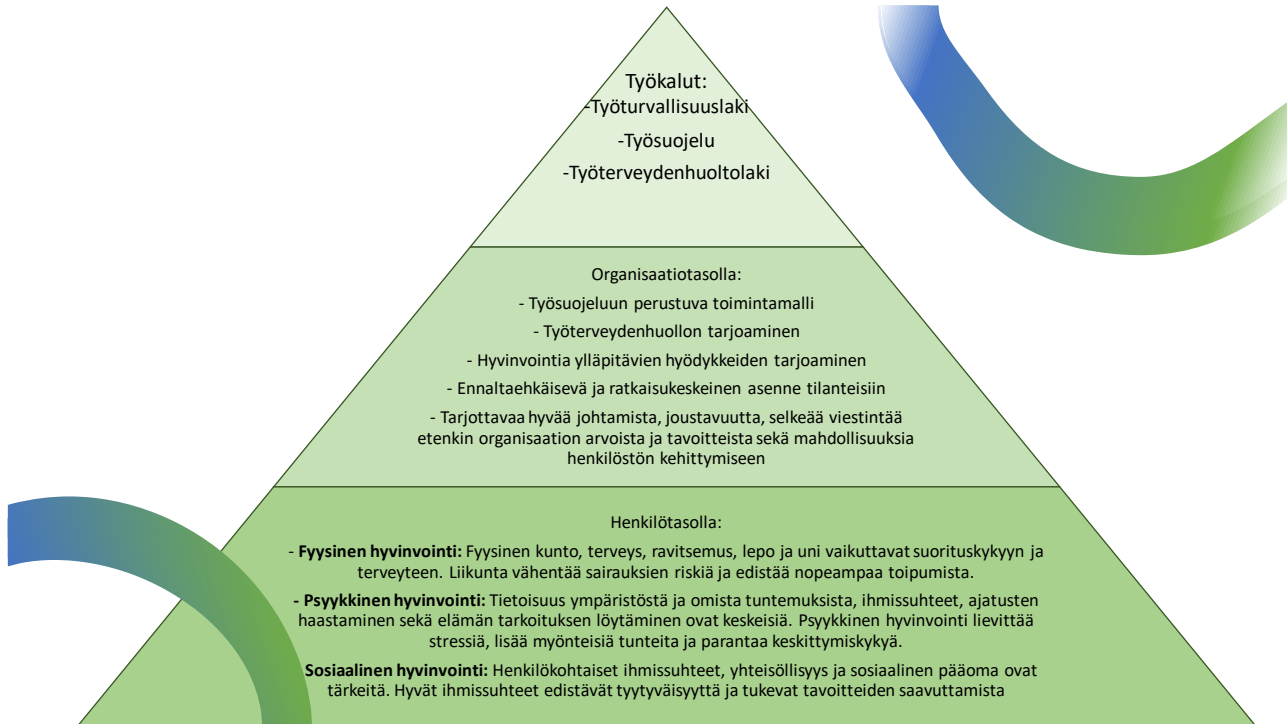 Työkalut:
-Työturvallisuuslaki
-Työsuojelu
-Työterveydenhuoltolaki
Organisaatiotasolla:
- Työsuojeluun perustuva toimintamalli
- Työterveydenhuollon tarjoaminen
- Hyvinvointia ylläpitävien hyödykkeiden tarjoaminen
- Ennaltaehkäisevä ja ratkaisukeskeinen asenne tilanteisiin
- Tarjottavaa hyvää johtamista, joustavuutta, selkeää viestintää
etenkin organisaation arvoista ja tavoitteista sekä mahdollisuuksia
henkilöstön kehittymiseen
Henkilötasolla:
- Fyysinen hyvinvointi: Fyysinen kunto, terveys, ravitsemus, lepo ja uni vaikuttavat suorituskykyyn ja
terveyteen. Liikunta vähentää sairauksien riskiä ja edistää nopeampaa toipumista.
- Psyykkinen hyvinvointi: Tietoisuus ympäristöstä ja omista tuntemuksista, ihmissuhteet, ajatusten
haastaminen sekä elämän tarkoituksen löytäminen ovat keskeisiä. Psyykkinen hyvinvointi lievittää
stressiä, lisää myönteisiä tunteita ja parantaa keskittymiskykyä.
Sosiaalinen hyvinvointi: Henkilökohtaiset ihmissuhteet, yhteisöllisyys ja sosiaalinen pääoma ovat
tärkeitä. Hyvät ihmissuhteet edistävät tyytyväisyyttä ja tukevat tavoitteiden saavuttamista